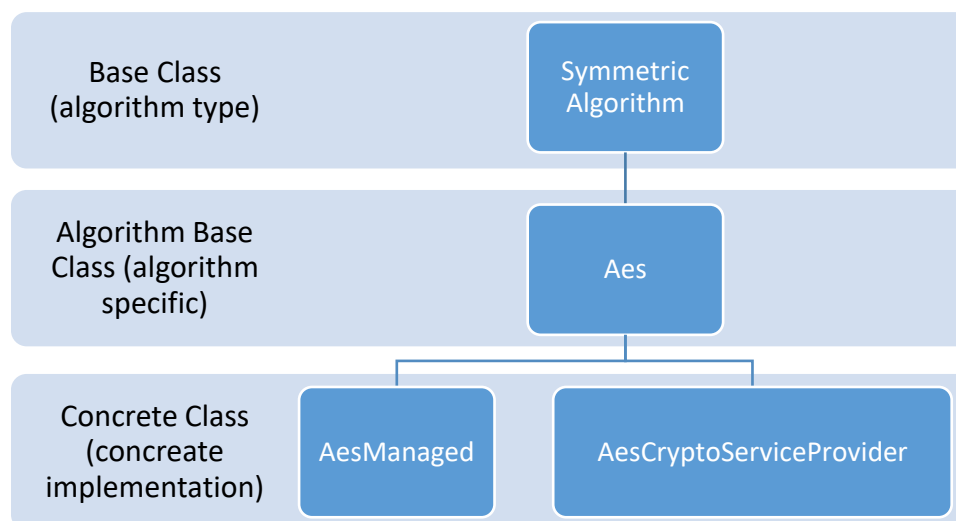 Base Class
(algorithm type)
Symmetric
Algorithm
Algorithm Base
Class (algorithm
specific)
Aes
Concrete Class
(concreate
implementation)
AesManaged
AesCryptoServiceProvider